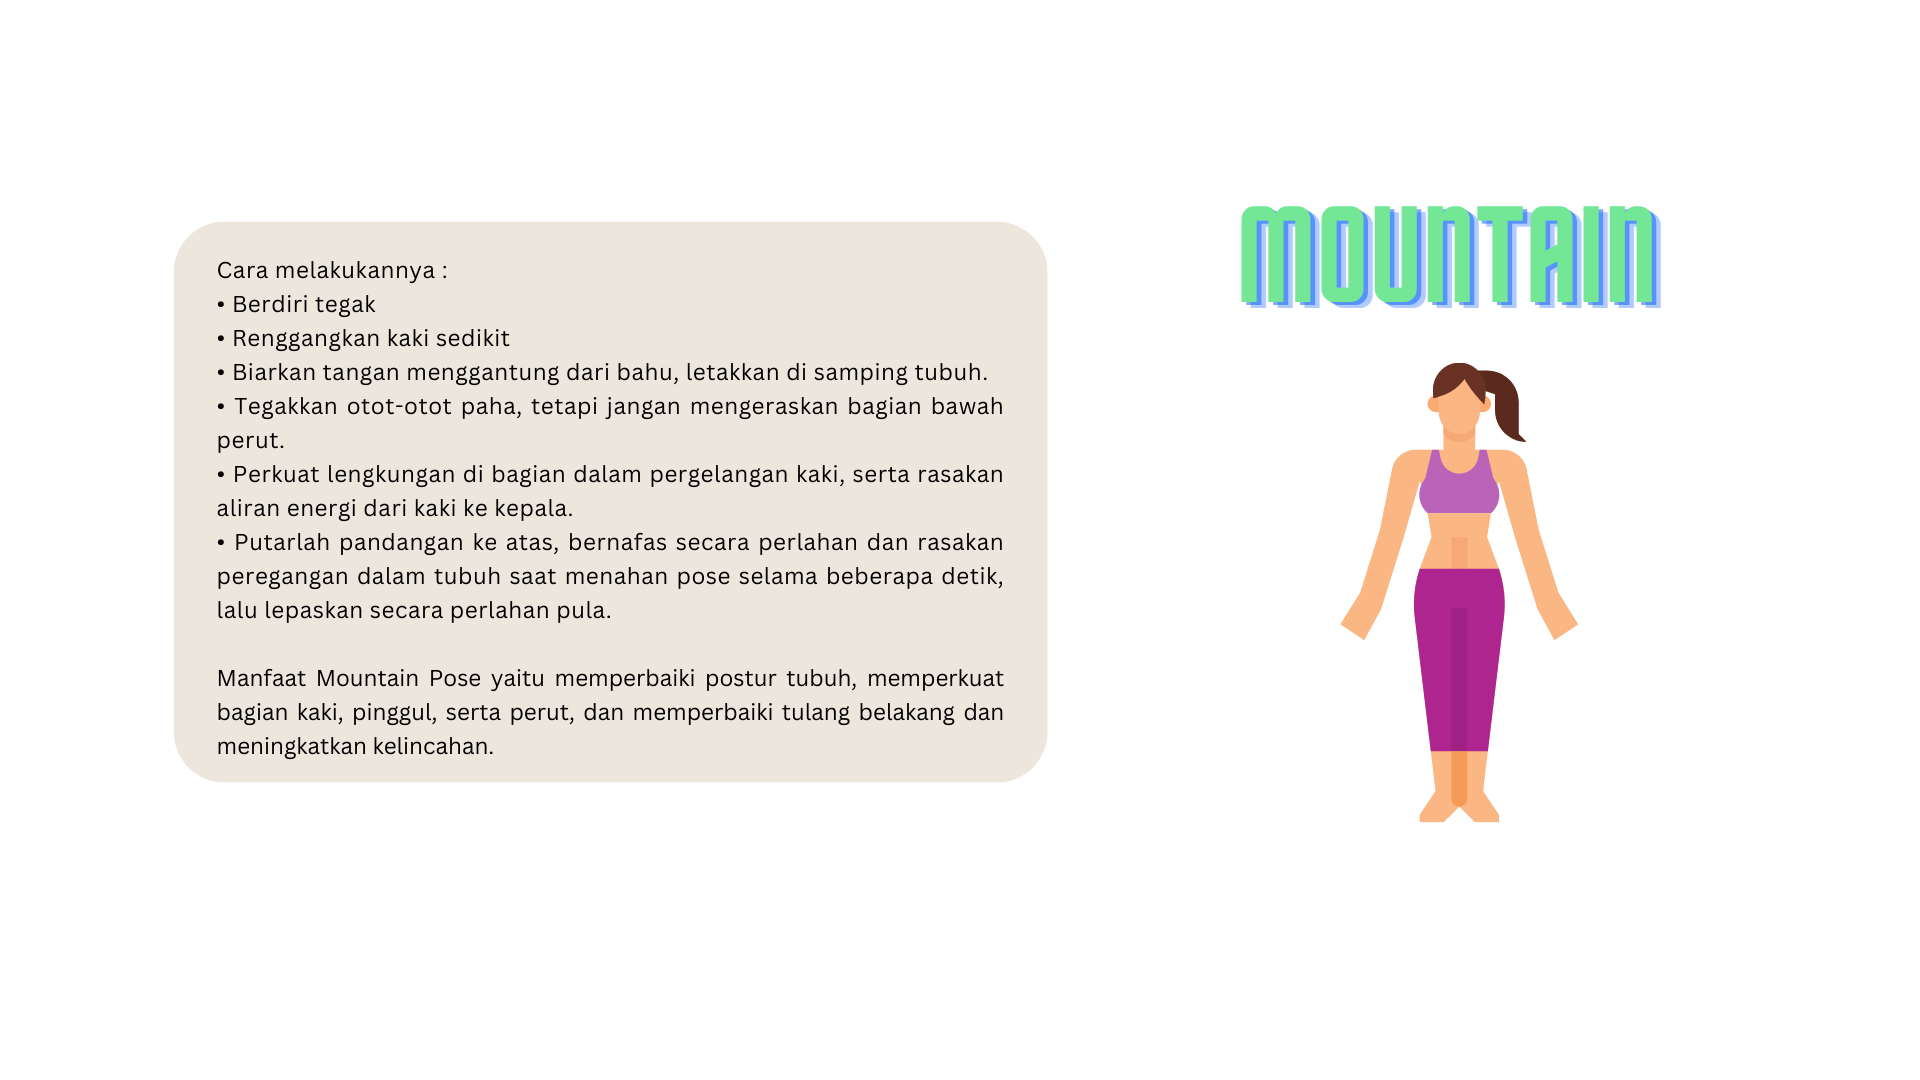 MOUNTAIN
Cara melakukannya :
• Berdiri tegak
• Renggangkan kaki sedikit
• Biarkan tangan menggantung dari bahu, letakkan di samping tubuh.
• Tegakkan otot-otot paha, tetapi jangan mengeraskan bagian bawah
perut.
• Perkuat lengkungan di bagian dalam pergelangan kaki, serta rasakan
aliran energi dari kaki ke kepala.
• Putarlah pandangan ke atas, bernafas secara perlahan dan rasakan
peregangan dalam tubuh saat menahan pose selama beberapa detik,
lalu lepaskan secara perlahan pula.
Manfaat Mountain Pose yaitu memperbaiki postur tubuh, memperkuat
bagian kaki, pinggul, serta perut, dan memperbaiki tulang belakang dan
meningkatkan kelincahan.